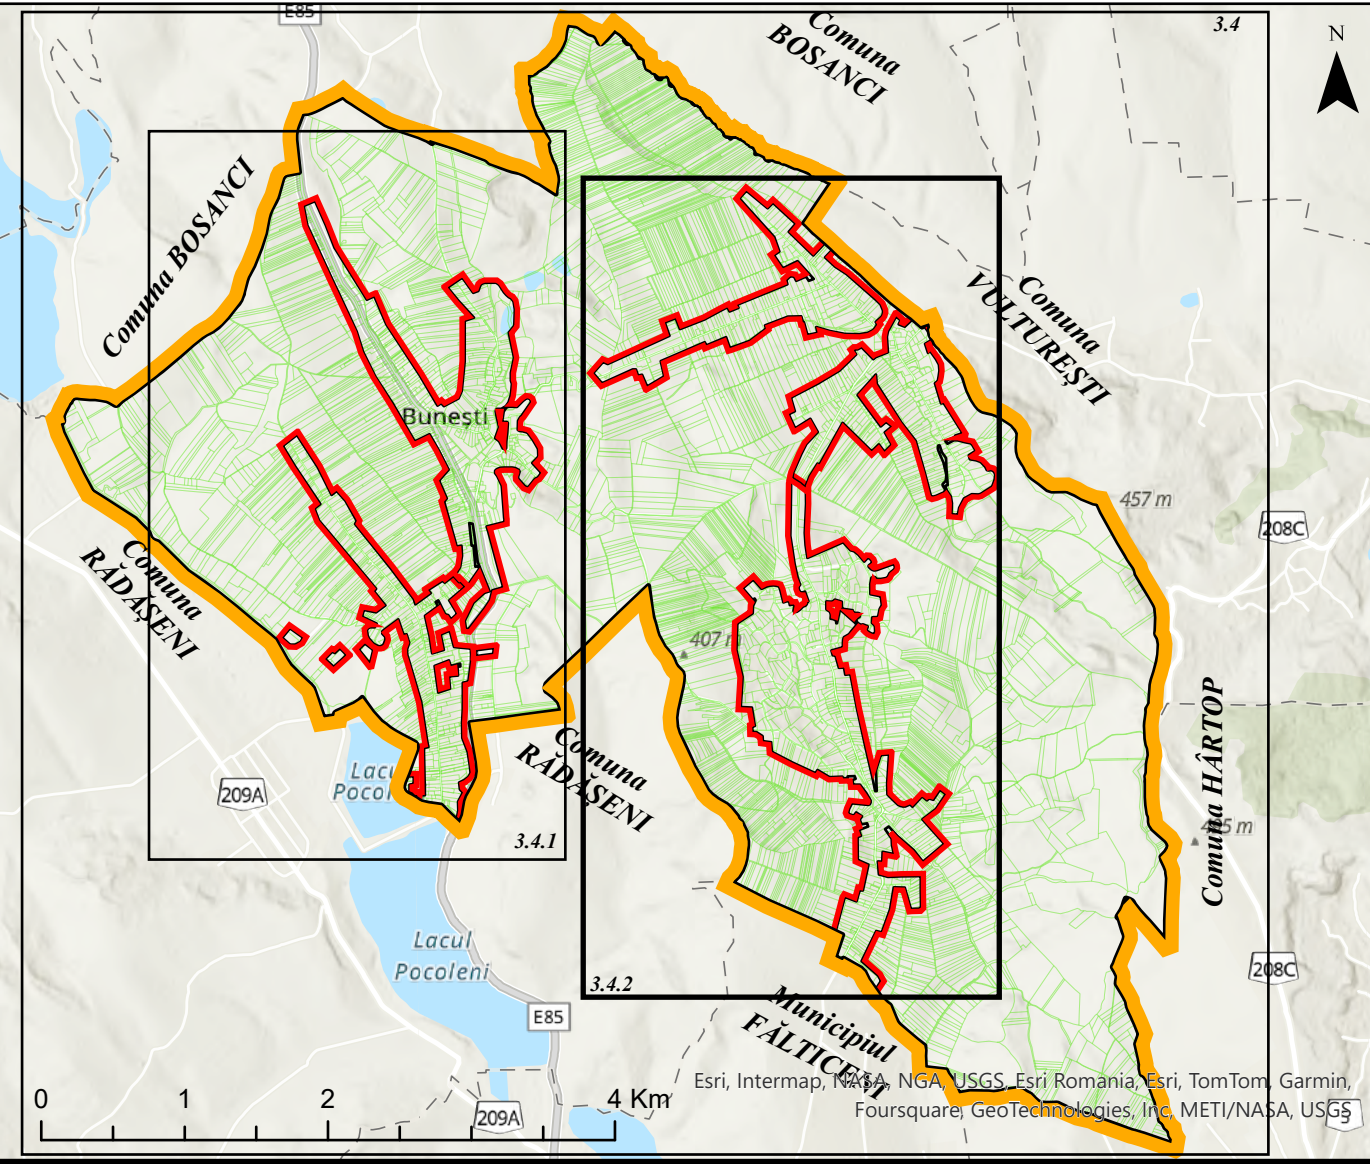 E85
Comuna
BOSANCI
3.4
N
Comuna BOSANCI
Comuna
VULTUREȘTI
Bunești
457 m
208C
Comuna
RĂDĂȘENI
407 m
Comuna HÂRTOP
Comuna
RĂDĂȘENI
209A
3.4.1
Lacul
Pocoleni
208C
3.4.2
E85
Municipiul
FĂLTICENI
0 1 2 4 Km
209A
Esri, Intermap, NASA, NGA, USGS, Esri Romania, Esri, TomTom, Garmin,
Foursquare, GeoTechnologies, Inc, METI/NASA, USGS